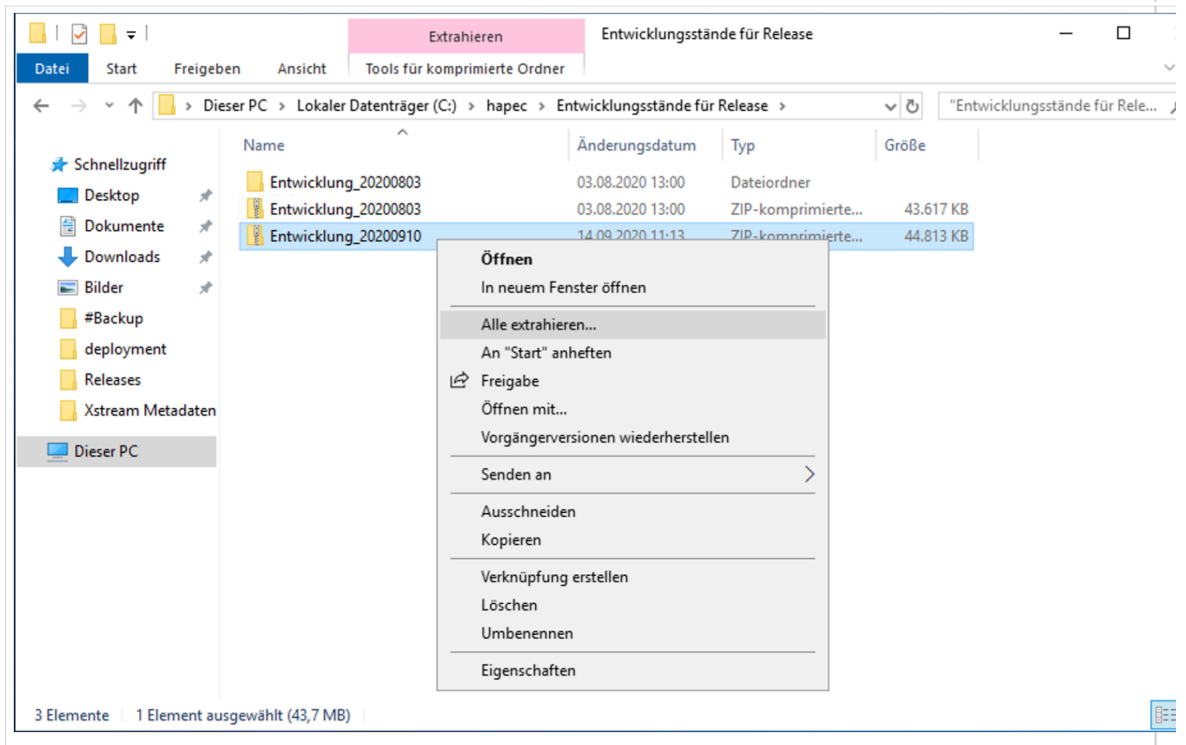 Extrahieren
Entwicklungsstände für Release
Datei Start Freigeben Ansicht Tools für komprimierte Ordner
Dieser PC > Lokaler Datenträger (C:) > hapec > Entwicklungsstände für Release >
"Entwicklungsstände für Rele...
Name Änderungsdatum Typ Größe
Entwicklung_20200803 03.08.2020 13:00 Dateiordner
Entwicklung_20200803 03.08.2020 13:00 ZIP-komprimierte... 43.617 KB
Entwicklung_20200910 14.09.2020 11:13 ZIP-komprimierte... 44.813 KB
Schnellzugriff
Desktop
Dokumente
Downloads
Bilder
#Backup
deployment
Releases
Xstream Metadaten
Dieser PC
Öffnen
In neuem Fenster öffnen
Alle extrahieren...
An "Start" anheften
Freigabe
Öffnen mit...
Vorgängerversionen wiederherstellen
Senden an
Ausschneiden
Kopieren
Verknüpfung erstellen
Löschen
Umbenennen
Eigenschaften
3 Elemente 1 Element ausgewählt (43,7 MB)